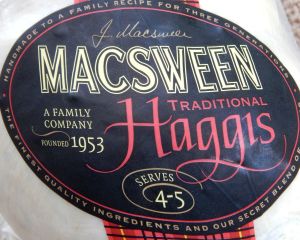 HANDMADE TO A FAMILY RECIPE FOR THREE GENERATIONS
J. Macsween
MACSWEEN
A FAMILY
COMPANY
FOUNDED 1953
TRADITIONAL
Haggis
SERVES
4-5
THE FINEST QUALITY INGREDIENTS AND OUR SECRET BLEND